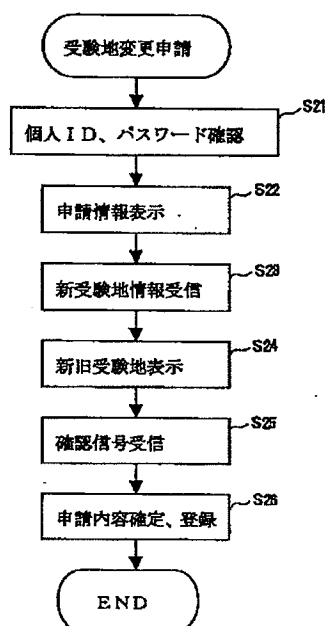 受験地変更申請
S21
個人ID、パスワード確認
S22
申請情報表示
S23
新受験地情報受信
S24
新旧受験地表示
S25
確認信号受信
S26
申請内容確定、登録
END